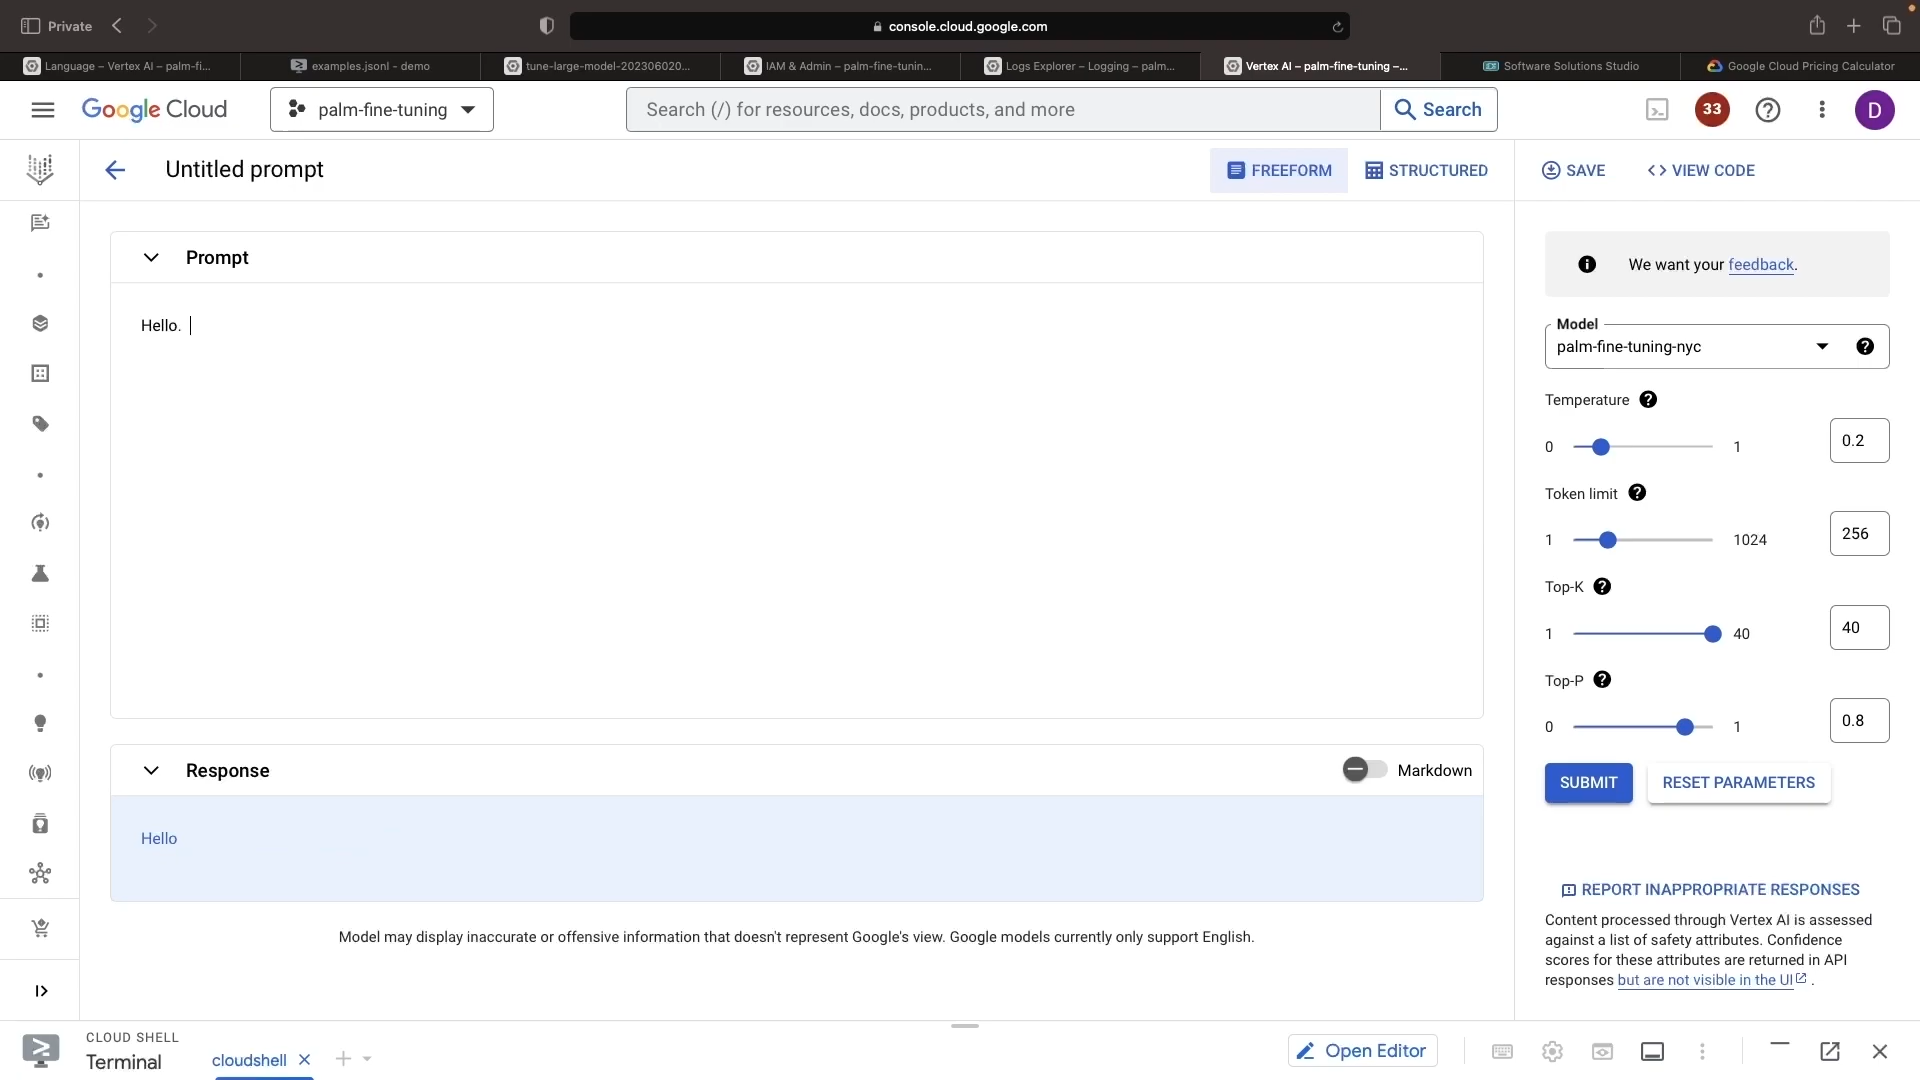 Private
console.cloud.google.com
Language – Vertex AI – palm-fi...
examples.jsonl - demo
tune-large-model-202306020...
IAM & Admin – palm-fine-tunin...
Logs Explorer – Logging – palm...
Vertex AI – palm-fine-tuning –...
Software Solutions Studio
Google Cloud Pricing Calculator
Google Cloud
palm-fine-tuning
Search (/) for resources, docs, products, and more
Search
33
D
Untitled prompt
FREEFORM
STRUCTURED
SAVE
VIEW CODE
Prompt
Hello.
We want your feedback.
Model
palm-fine-tuning-nyc
Temperature
0
1
0.2
Token limit
1
1024
256
Top-K
1
40
40
Top-P
0
1
0.8
SUBMIT
RESET PARAMETERS
Response
Markdown
Hello
Model may display inaccurate or offensive information that doesn't represent Google's view. Google models currently only support English.
REPORT INAPPROPRIATE RESPONSES
Content processed through Vertex AI is assessed
against a list of safety attributes. Confidence
scores for these attributes are returned in API
responses but are not visible in the UI .
CLOUD SHELL
Terminal
cloudshell
Open Editor